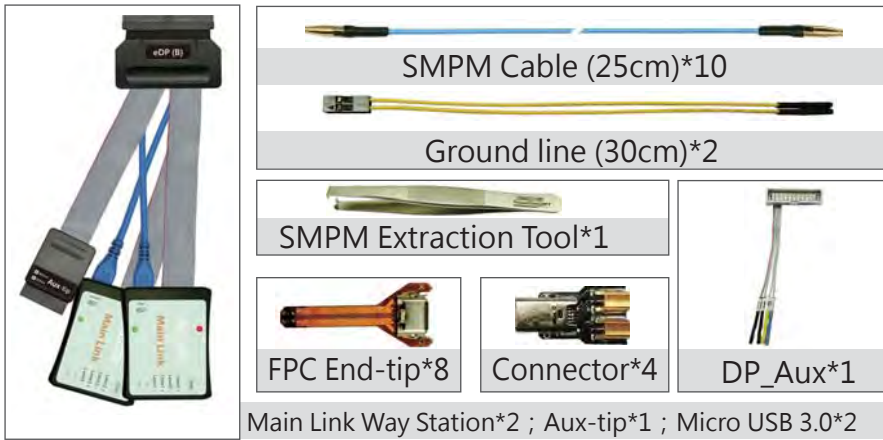 eDP (B)
SMPM Cable (25cm)*10
Ground line (30cm)*2
SMPM Extraction Tool*1
Aux-tip
Main Link
Main Link
FPC End-tip*8
Connector*4
DP_Aux*1
Main Link Way Station*2 ; Aux-tip*1 ; Micro USB 3.0*2